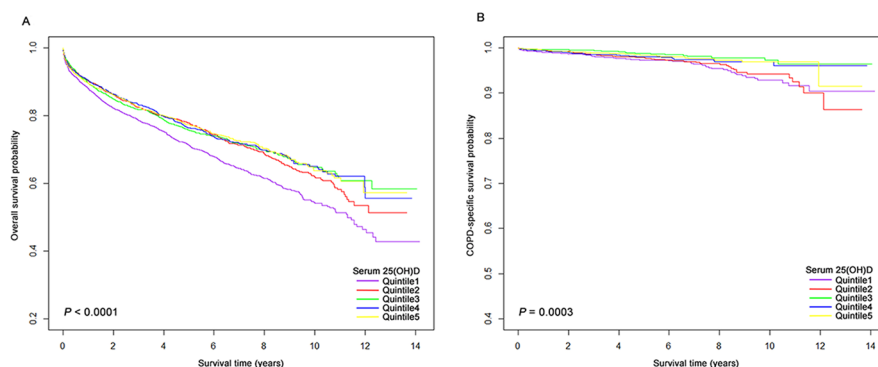 A
Overall survival probability
1.0
0.8
0.6
0.4
0.2
Serum 25(OH)D
Quintile1
Quintile2
Quintile3
Quintile4
Quintile5
P < 0.0001
0 2 4 6 8 10 12 14
Survival time (years)
B
COPD-specific survival probability
1.0
0.9
0.8
0.7
0.6
0.5
0.4
Serum 25(OH)D
Quintile1
Quintile2
Quintile3
Quintile4
Quintile5
P = 0.0003
0 2 4 6 8 10 12 14
Survival time (years)